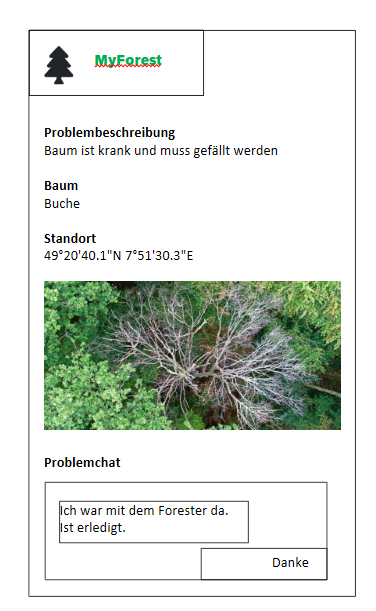 MyForest
Problembeschreibung
Baum ist krank und muss gefällt werden
Baum
Buche
Standort
49°20'40.1"N 7°51'30.3"E
Problemchat
Ich war mit dem Forester da.
Ist erledigt.
Danke